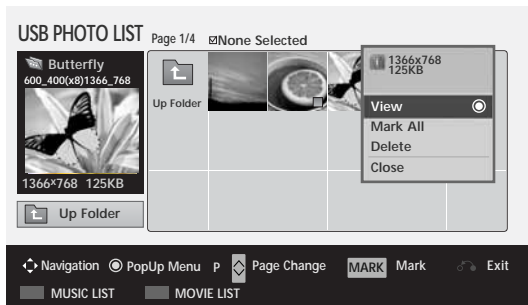 USB PHOTO LIST Page 1/4 ☑None Selected
Butterfly
600_400(x8)1366_768
1366x768 125KB
Up Folder
Up Folder
1366x768
125KB
View
Mark All
Delete
Close
Navigation PopUp Menu P Page Change MARK Mark Exit
MUSIC LIST MOVIE LIST